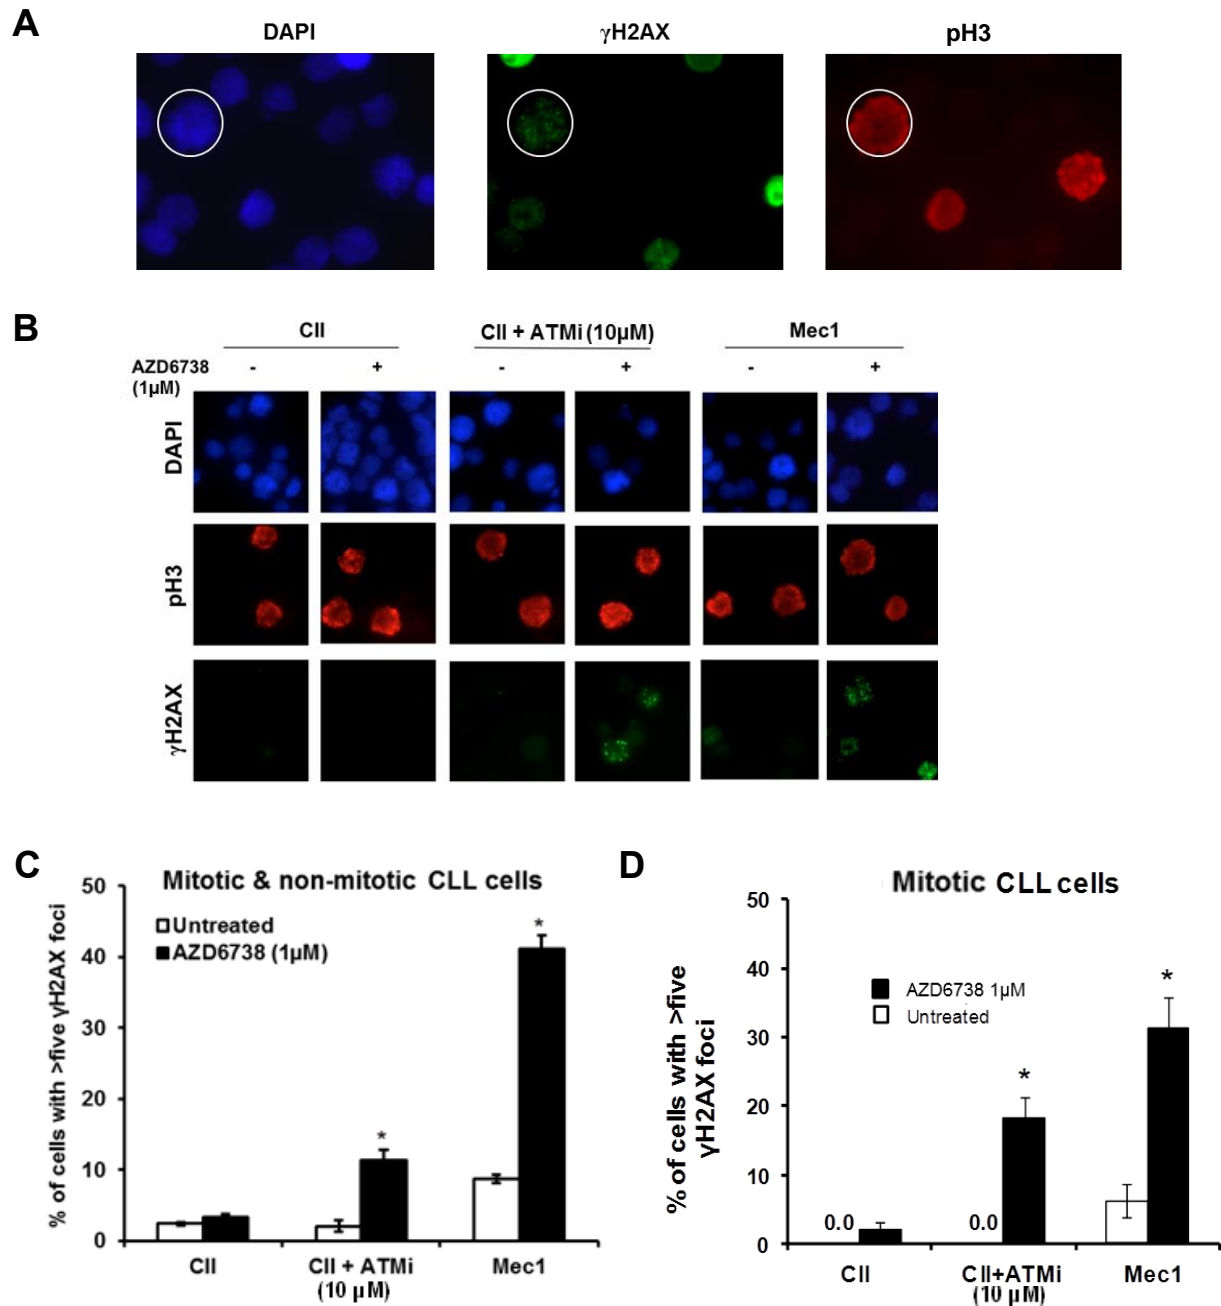 A
DAPI
γH2AX
pH3
B
CII
CII + ATMi (10µM)
Mec1
AZD6738
(1µM)
- + - + - +
DAPI
pH3
γH2AX
C
Mitotic & non-mitotic CLL cells
% of cells with >five γH2AX foci
50
40
30
20
10
0
Untreated
AZD6738 (1µM)
*
*
CII
CII + ATMi
(10 µM)
Mec1
D
Mitotic CLL cells
% of cells with >five
γH2AX foci
50
40
30
20
10
0
AZD6738 1µM
Untreated
*
*
0.0
0.0
CII
CII+ATMi
(10 µM)
Mec1